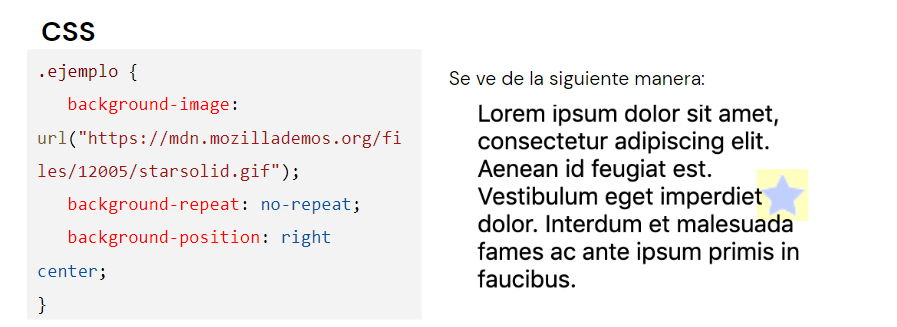 CSS
.ejemplo {
background-image:
url("https://mdn.mozillademos.org/fi
les/12005/starsolid.gif");
background-repeat: no-repeat;
background-position: right
center;
}
Se ve de la siguiente manera:
Lorem ipsum dolor sit amet,
consectetur adipiscing elit.
Aenean id feugiat est.
Vestibulum eget imperdiet
dolor. Interdum et malesuada
fames ac ante ipsum primis in
faucibus.